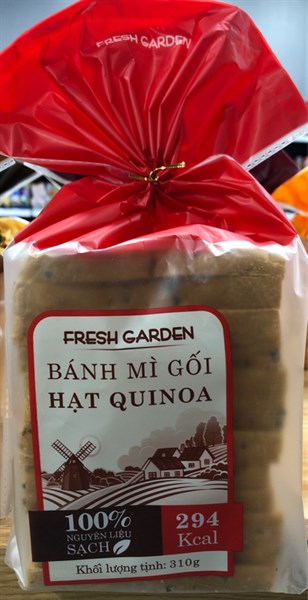 FRESH GARDEN
FRESH GARDEN
BÁNH MÌ GỐI
HẠT QUINOA
100%
NGUYÊN LIỆU
SẠCH
294
Kcal
Khối lượng tịnh: 310g